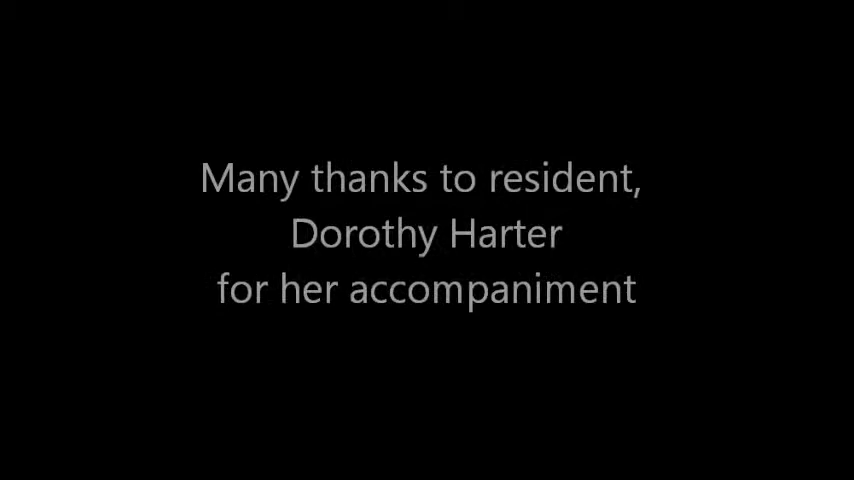 Many thanks to resident,
Dorothy Harter
for her accompaniment